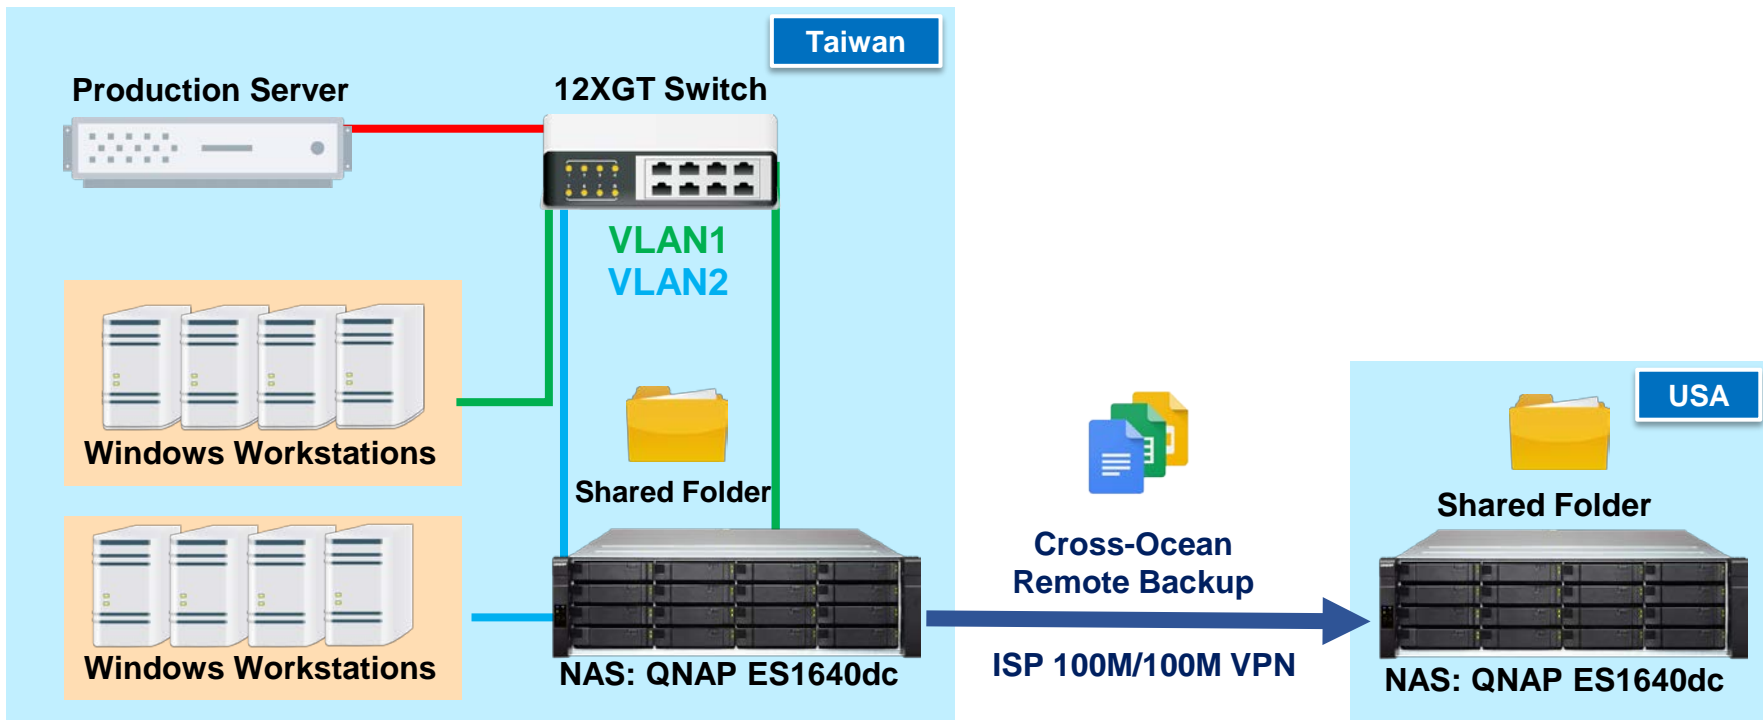 Taiwan
Production Server
12XGT Switch
VLAN1
VLAN2
Windows Workstations
Shared Folder
Windows Workstations
NAS: QNAP ES1640dc
Cross-Ocean
Remote Backup
ISP 100M/100M VPN
USA
Shared Folder
NAS: QNAP ES1640dc